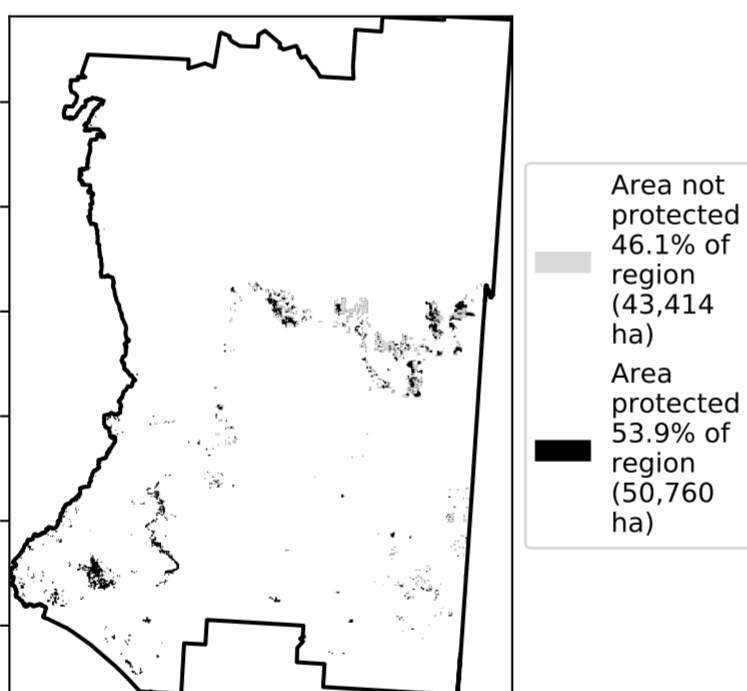 Area not
protected
46.1% of
region
(43,414
ha)
Area
protected
53.9% of
region
(50,760
ha)